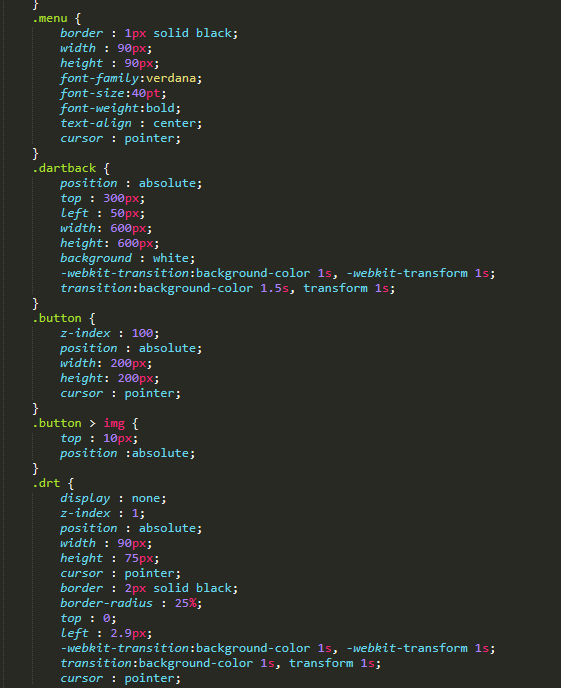 }
.menu {
border : 1px solid black;
width : 90px;
height : 90px;
font-family:verdana;
font-size:40pt;
font-weight:bold;
text-align : center;
cursor : pointer;
}
.dartback {
position : absolute;
top : 300px;
left : 50px;
width: 600px;
height: 600px;
background : white;
-webkit-transition:background-color 1s, -webkit-transform 1s;
transition:background-color 1.5s, transform 1s;
}
.button {
z-index : 100;
position : absolute;
width: 200px;
height: 200px;
cursor : pointer;
}
.button > img {
top : 10px;
position :absolute;
}
.drt {
display : none;
z-index : 1;
position : absolute;
width : 90px;
height : 75px;
cursor : pointer;
border : 2px solid black;
border-radius : 25%;
top : 0;
left : 2.9px;
-webkit-transition:background-color 1s, -webkit-transform 1s;
transition:background-color 1s, transform 1s;
cursor : pointer;